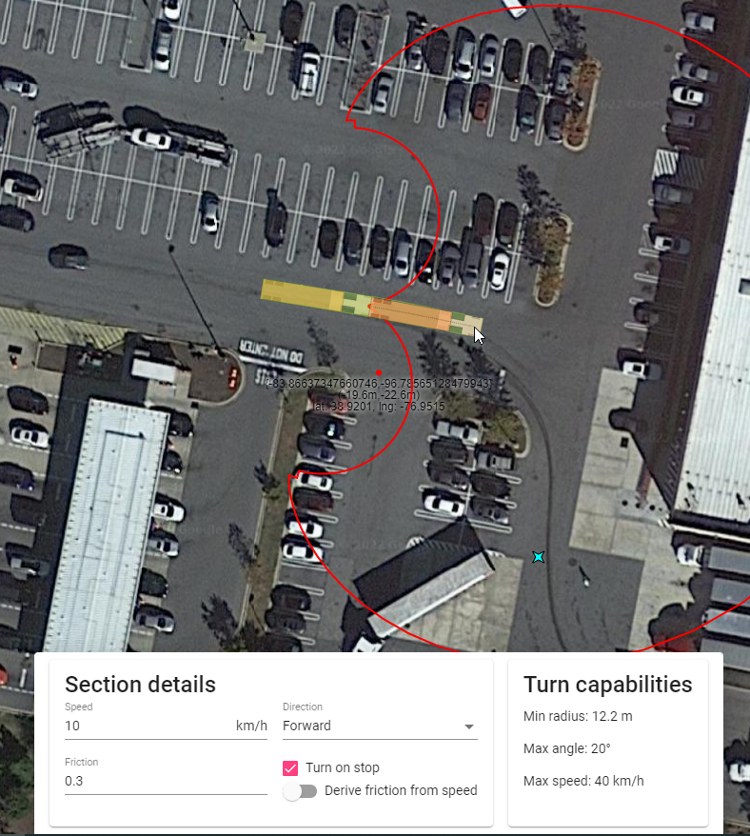 DO NOT ENTER
(-83.86637347660746,-96.78565128479943)
(-19.6m,-22.6m)
lat: 38.9201, lng: -76.9515
Section details
Speed
10 km/h
Direction
Forward
Friction
0.3
Turn on stop
Derive friction from speed
Turn capabilities
Min radius: 12.2 m
Max angle: 20°
Max speed: 40 km/h